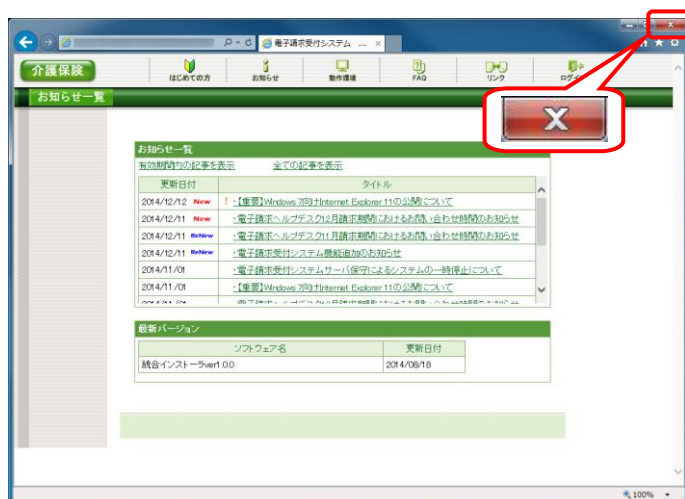 電子請求受付システム ... ×
介護保険
はじめての方 お知らせ 動作環境 FAQ リンク
お知らせ一覧
お知らせ一覧
有効期間内の記事を表示 全ての記事を表示
更新日付 タイトル
2014/12/12 New ! ・【重要】Windows 7向けInternet Explorer 11の公開について
2014/12/11 New ・電子請求ヘルプデスク12月請求期間におけるお問い合わせ時間のお知らせ
2014/12/11 ReNew ・電子請求ヘルプデスク11月請求期間におけるお問い合わせ時間のお知らせ
2014/12/11 ReNew ・電子請求受付システム機能追加のお知らせ
2014/11/01 ・電子請求受付システムサーバ保守によるシステムの一時停止について
2014/11/01 ・【重要】Windows 7向けInternet Explorer 11の公開について
最新バージョン
ソフトウェア名 更新日付
統合インストーラver1.0.0 2014/08/18
100%